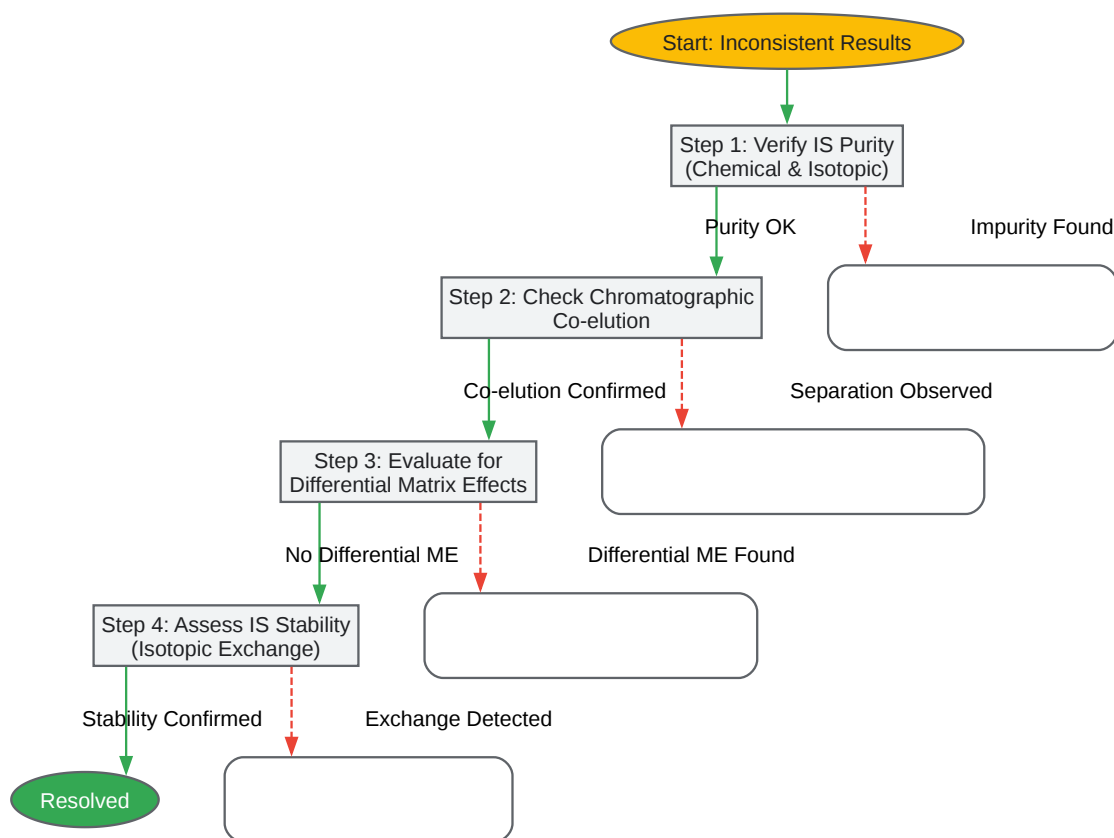 Start: Inconsistent Results
Step 1: Verify IS Purity
(Chemical & Isotopic)
Purity OK
Impurity Found
Step 2: Check Chromatographic
Co-elution
Co-elution Confirmed
Separation Observed
Step 3: Evaluate for
Differential Matrix Effects
No Differential ME
Differential ME Found
Step 4: Assess IS Stability
(Isotopic Exchange)
Stability Confirmed
Exchange Detected
Resolved